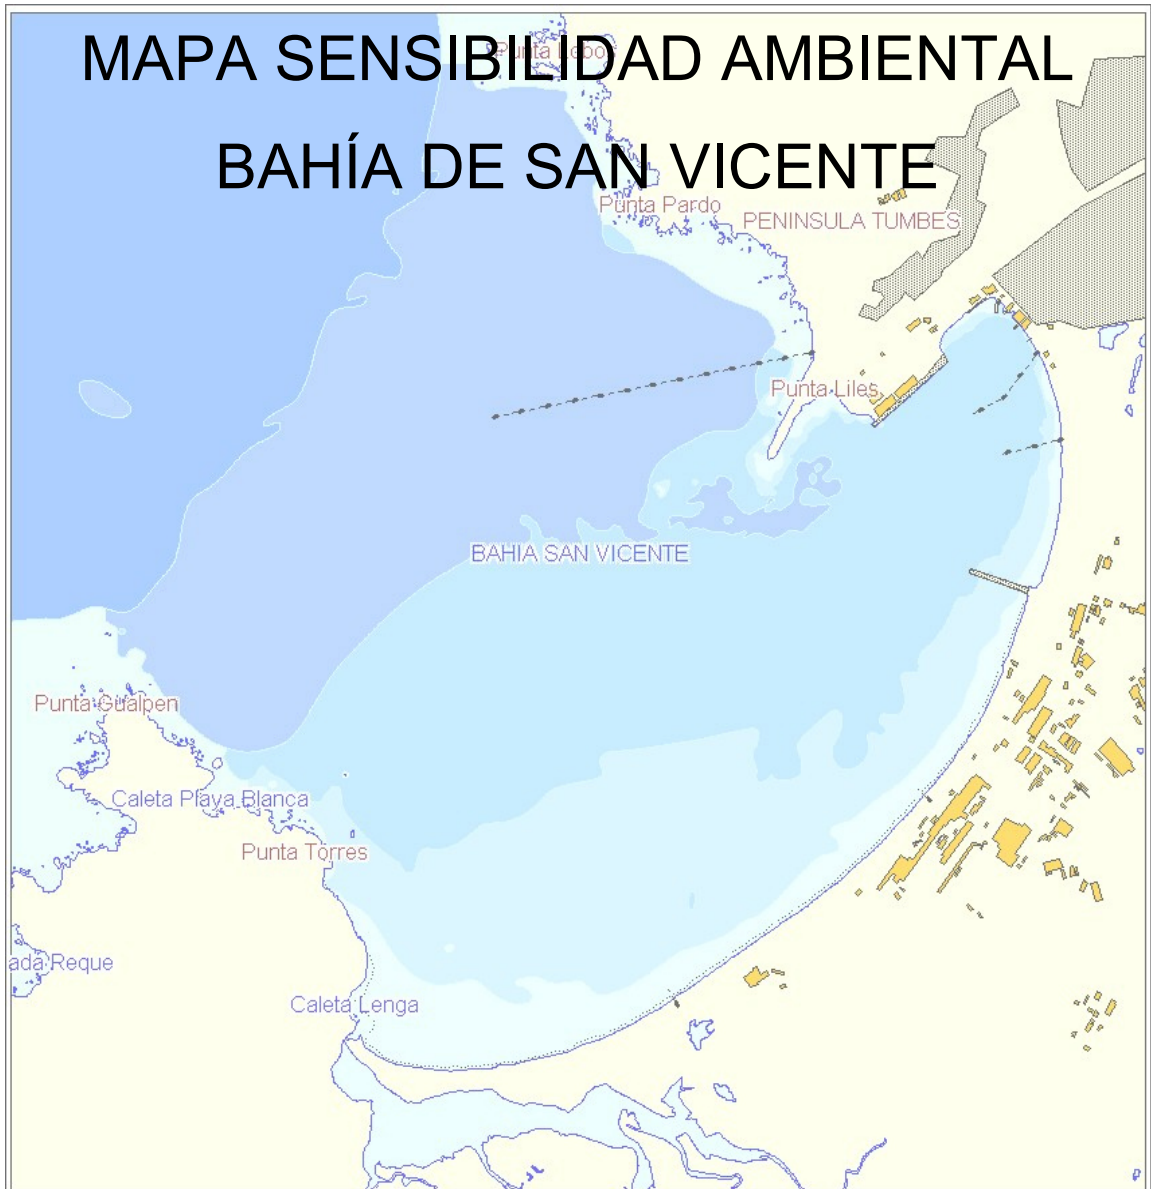 MAPA SENSIBILIDAD AMBIENTAL
Punta Lobos
BAHÍA DE SAN VICENTE
Punta Pardo
PENINSULA TUMBES
Punta Liles
BAHIA SAN VICENTE
Punta Gualpen
Caleta Playa Blanca
Punta Torres
ada Reque
Caleta Lenga